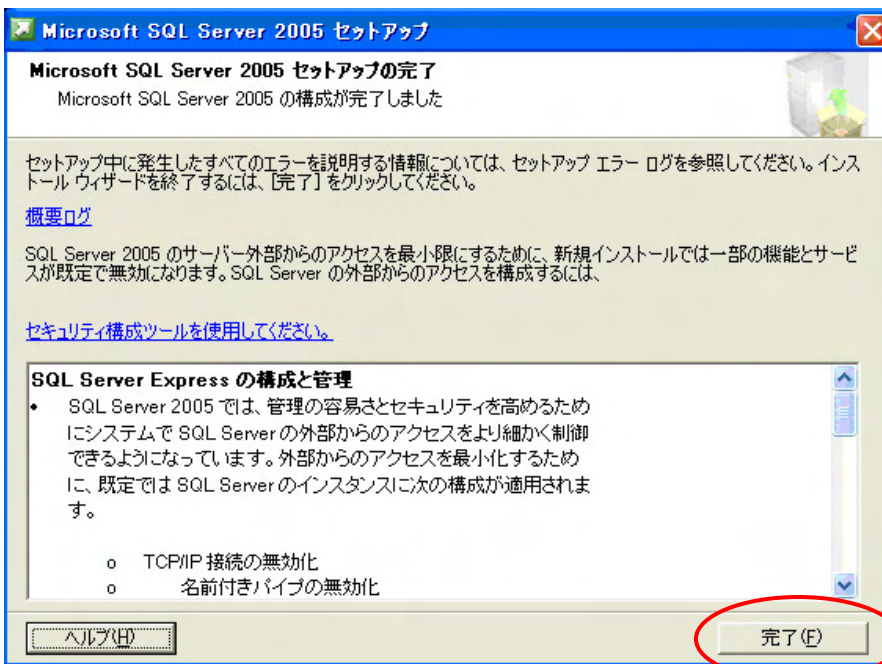 Microsoft SQL Server 2005 セットアップ
Microsoft SQL Server 2005 セットアップの完了
Microsoft SQL Server 2005 の構成が完了しました
セットアップ中に発生したすべてのエラーを説明する情報については、セットアップ エラー ログを参照してください。インス
トール ウィザードを終了するには、[完了] をクリックしてください。
概要ログ
SQL Server 2005 のサーバー外部からのアクセスを最小限にするために、新規インストールでは一部の機能とサービ
スが既定で無効になります。SQL Server の外部からのアクセスを構成するには、
セキュリティ構成ツールを使用してください。
SQL Server Express の構成と管理
• SQL Server 2005 では、管理の容易さとセキュリティを高めるため
にシステムで SQL Server の外部からのアクセスをより細かく制御
できるようになっています。外部からのアクセスを最小化するため
に、既定では SQL Server のインスタンスに次の構成が適用されま
す。
o TCP/IP 接続の無効化
o 名前付きパイプの無効化
ヘルプ(H)
完了(F)